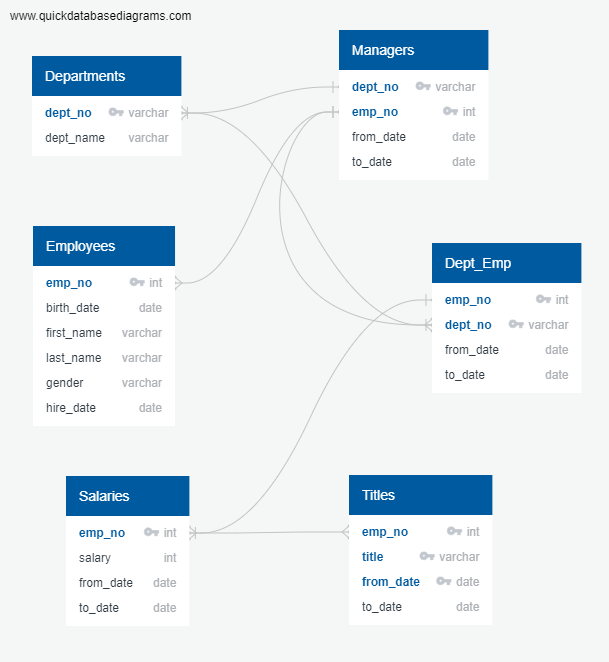 www.quickdatabasediagrams.com
Departments
dept_no varchar
dept_name varchar
Managers
dept_no varchar
emp_no int
from_date date
to_date date
Employees
emp_no int
birth_date date
first_name varchar
last_name varchar
gender varchar
hire_date date
Dept_Emp
emp_no int
dept_no varchar
from_date date
to_date date
Salaries
emp_no int
salary int
from_date date
to_date date
Titles
emp_no int
title varchar
from_date date
to_date date